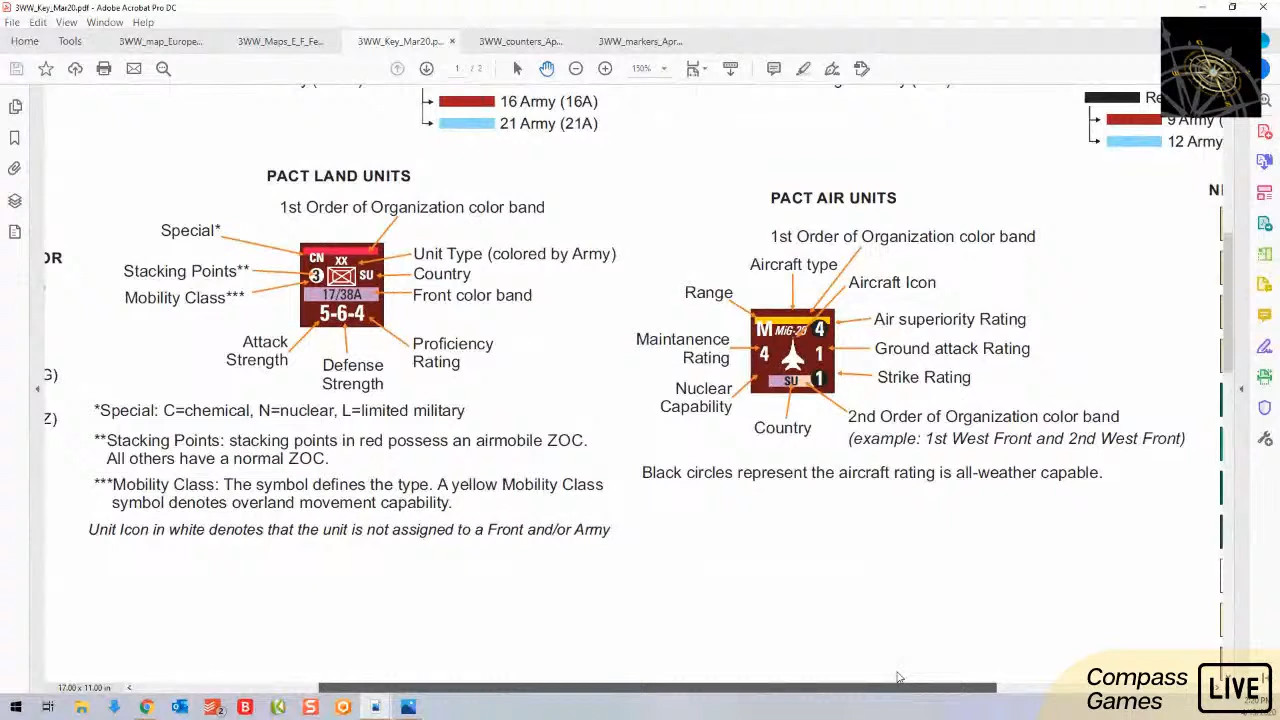 3WW_Key_Mar20.pdf - Adobe Acrobat Pro DC
File Edit View Window Help
Home Tools 3WW_map_Europe... 3WW_Maps_E_F_Fe... 3WW_Key_Mar20.p... × 3WW_counters_Ap... 3WW_markers_Apr...
1 / 2 150%
16 Army (16A)
21 Army (21A)
Re
9 Army (
12 Army
OR
G)
Z)
PACT LAND UNITS
1st Order of Organization color band
Special*
Stacking Points**
Mobility Class***
Unit Type (colored by Army)
Country
Front color band
CN XX
3 SU
17/38A
5-6-4
Attack
Strength
Defense
Strength
Proficiency
Rating
*Special: C=chemical, N=nuclear, L=limited military
**Stacking Points: stacking points in red possess an airmobile ZOC.
All others have a normal ZOC.
***Mobility Class: The symbol defines the type. A yellow Mobility Class
symbol denotes overland movement capability.
Unit Icon in white denotes that the unit is not assigned to a Front and/or Army
PACT AIR UNITS
1st Order of Organization color band
Aircraft type
Aircraft Icon
Range
Air superiority Rating
Maintanence
Rating
Ground attack Rating
Strike Rating
Nuclear
Capability
M MiG-29 4
4 1
SU 1
Country
2nd Order of Organization color band
(example: 1st West Front and 2nd West Front)
Black circles represent the aircraft rating is all-weather capable.
17.00 x 11.00 in
Compass
Games
LIVE